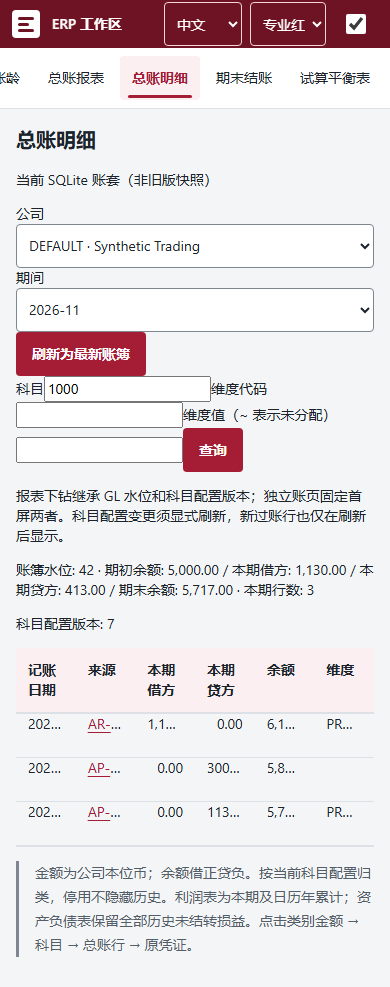 ERP 工作区
中文
专业红
账龄
总账报表
总账明细
期末结账
试算平衡表
总账明细
当前 SQLite 账套（非旧版快照）
公司
DEFAULT · Synthetic Trading
期间
2026-11
刷新为最新账簿
科目 1000 维度代码
维度值（~ 表示未分配）
查询
报表下钻继承 GL 水位和科目配置版本；独立账页固定首
屏两者。科目配置变更须显式刷新，新过账行也仅在刷新
后显示。
账簿水位: 42 · 期初余额: 5,000.00 / 本期借方: 1,130.00 / 本
期贷方: 413.00 / 期末余额: 5,717.00 · 本期行数: 3
科目配置版本: 7
记账日期 来源 本期借方 本期贷方 余额 维度
202... AR-... 1,1... 0.00 6,1... PR...
202... AP-... 0.00 300... 5,8...
202... AP-... 0.00 113... 5,7... PR...
金额为公司本位币；余额借正贷负。按当前科目配置归
类，停用不隐藏历史。利润表为本期及日历年累计；资
产负债表保留全部历史未结转损益。点击类别金额 →
科目 → 总账行 → 原凭证。